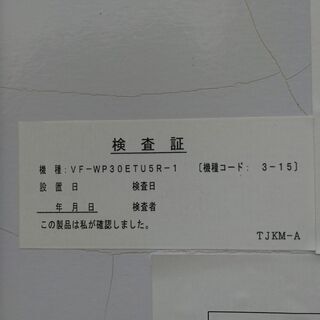 検査証
機 種：VF-WP30ETU5R-1 〔機種コード： 3-15〕
設 置 日 検査日
年 月 日 検査者
この製品は私が確認しました。
TJKM-A